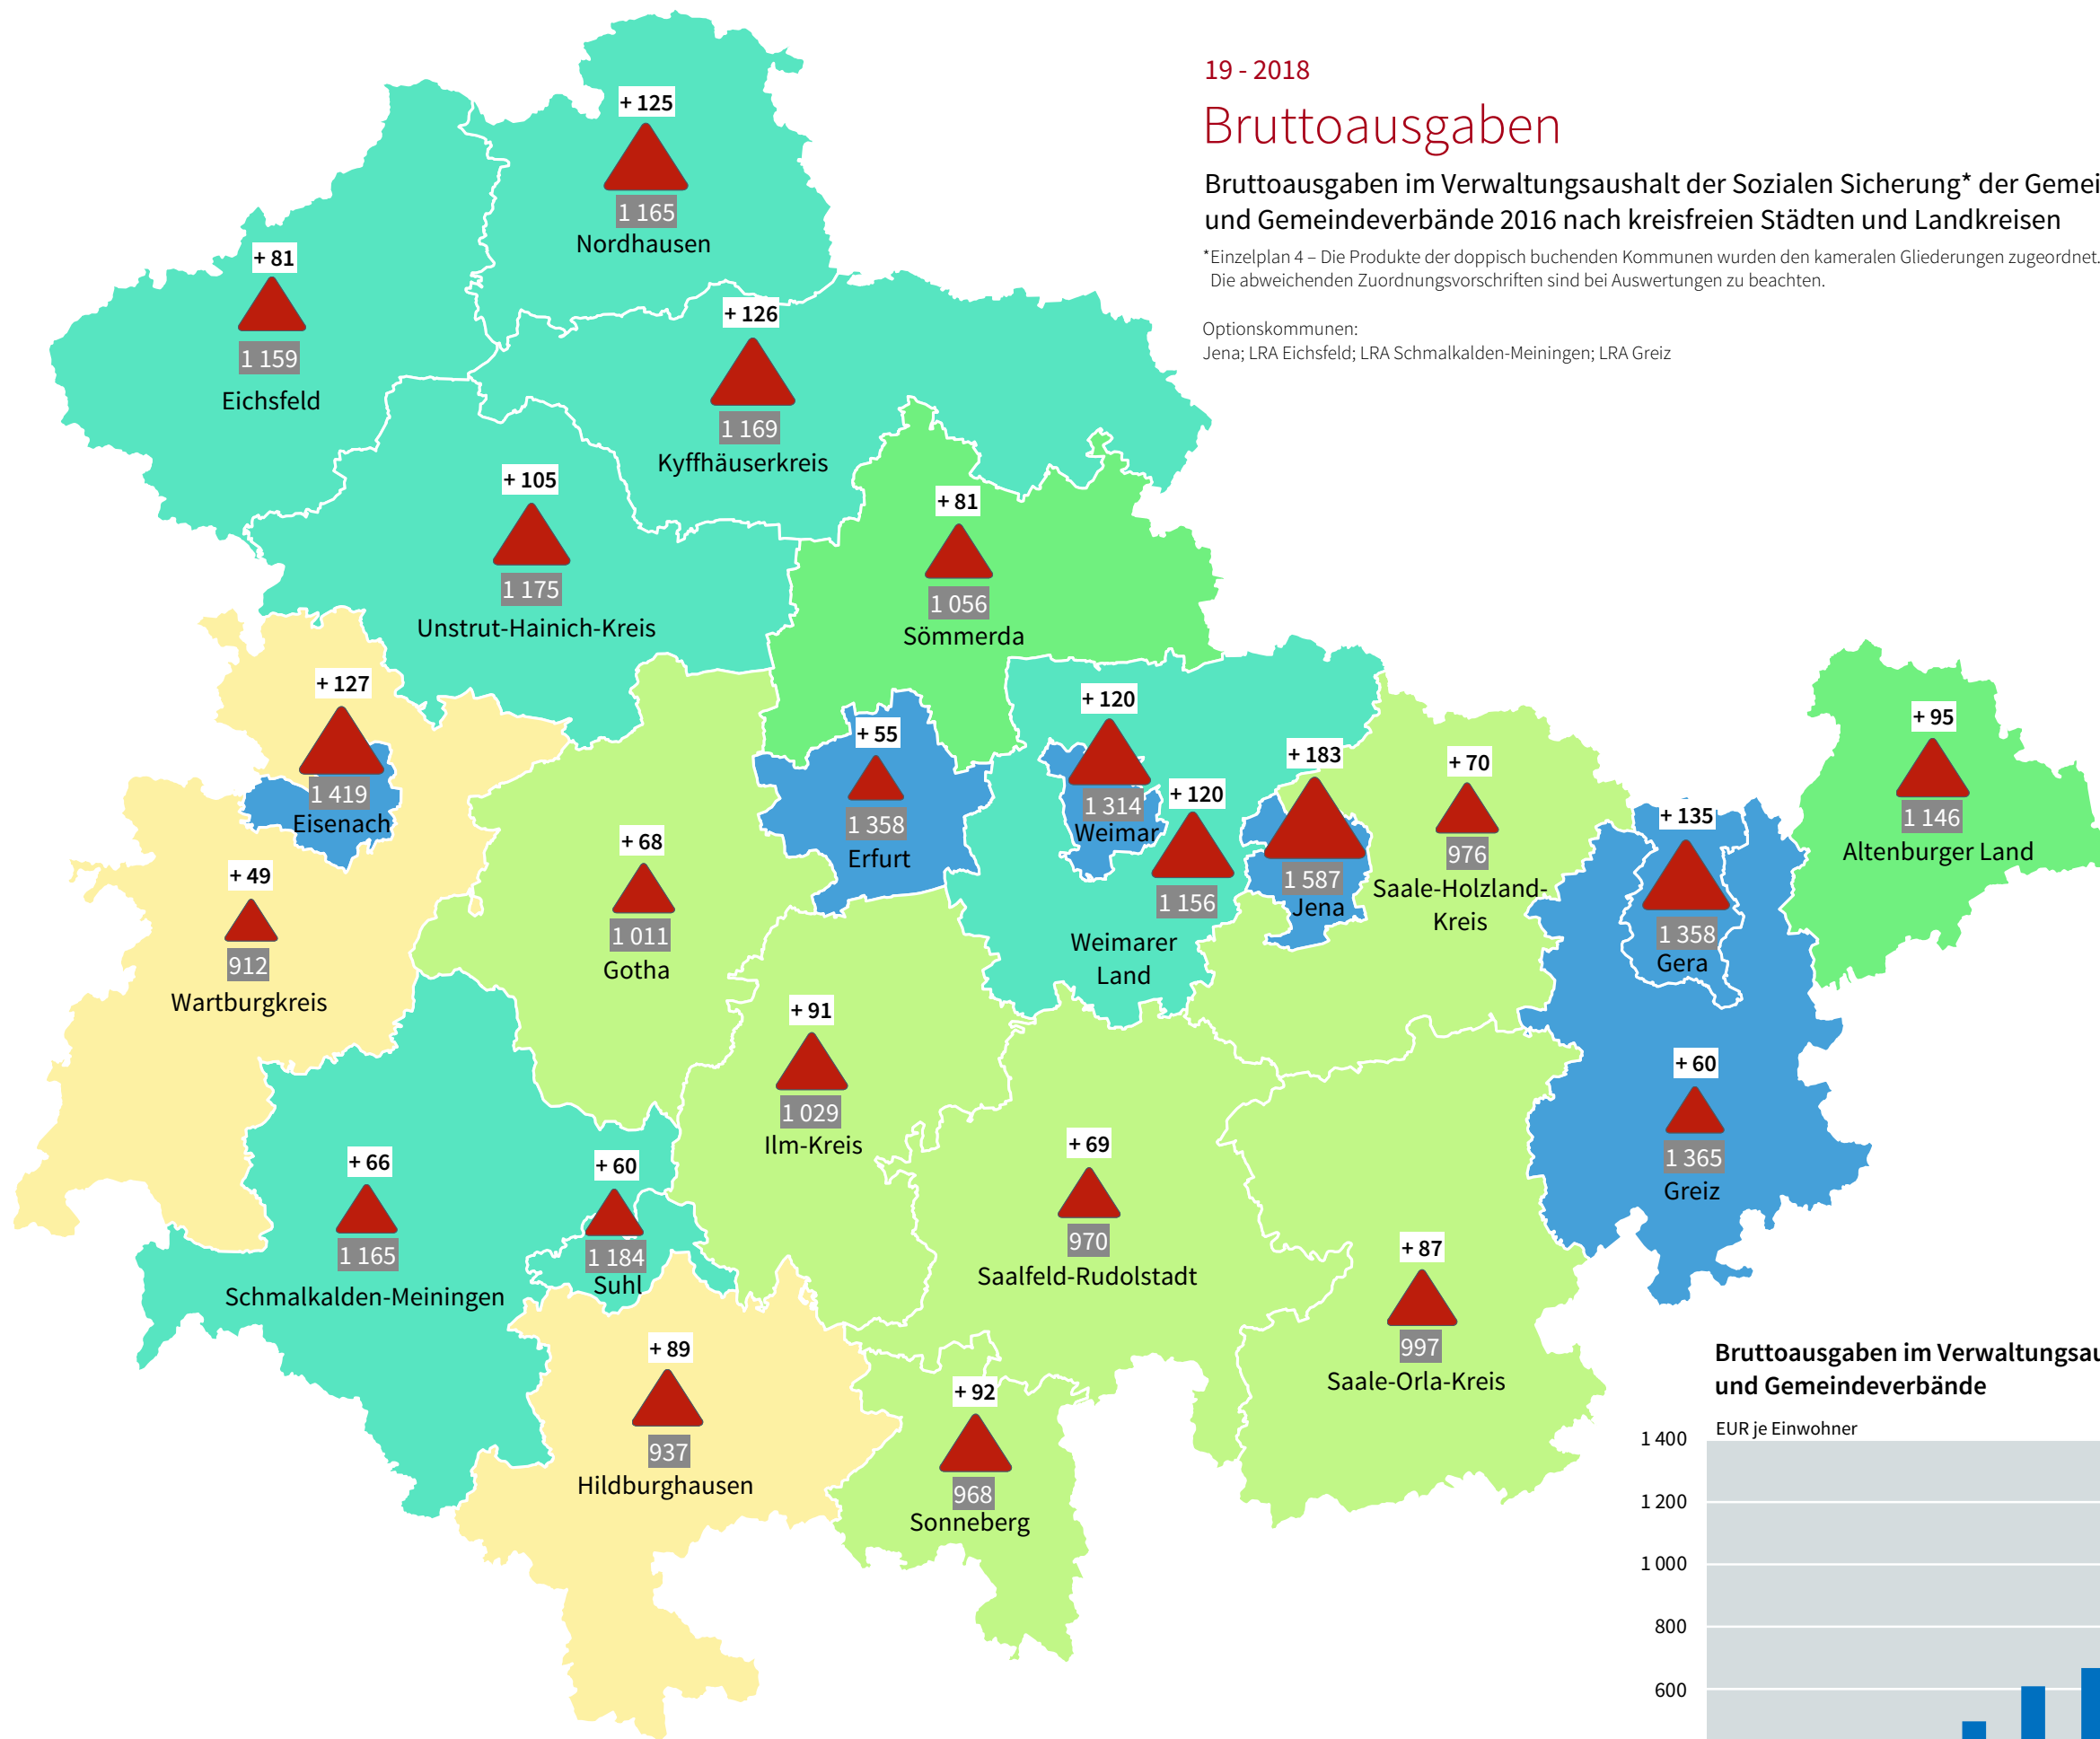 19 - 2018
Bruttoausgaben
Bruttoausgaben im Verwaltungsaushalt der Sozialen Sicherung* der Gemei
und Gemeindeverbände 2016 nach kreisfreien Städten und Landkreisen
*Einzelplan 4 – Die Produkte der doppisch buchenden Kommunen wurden den kameralen Gliederungen zugeordnet.
Die abweichenden Zuordnungsvorschriften sind bei Auswertungen zu beachten.
Optionskommunen:
Jena; LRA Eichsfeld; LRA Schmalkalden-Meiningen; LRA Greiz
+ 125
1 165
Nordhausen
+ 81
1 159
Eichsfeld
+ 126
1 169
Kyffhäuserkreis
+ 105
1 175
Unstrut-Hainich-Kreis
+ 81
1 056
Sömmerda
+ 127
1 419
Eisenach
+ 49
912
Wartburgkreis
+ 68
1 011
Gotha
+ 55
1 358
Erfurt
+ 120
1 314
Weimar
+ 120
1 156
Weimarer
Land
+ 183
1 587
Jena
+ 70
976
Saale-Holzland-
Kreis
+ 135
1 358
Gera
+ 95
1 146
Altenburger Land
+ 60
1 365
Greiz
+ 91
1 029
Ilm-Kreis
+ 66
1 165
Schmalkalden-Meiningen
+ 60
1 184
Suhl
+ 69
970
Saalfeld-Rudolstadt
+ 87
997
Saale-Orla-Kreis
+ 89
937
Hildburghausen
+ 92
968
Sonneberg
Bruttoausgaben im Verwaltungsau
und Gemeindeverbände
EUR je Einwohner
1 400
1 200
1 000
800
600